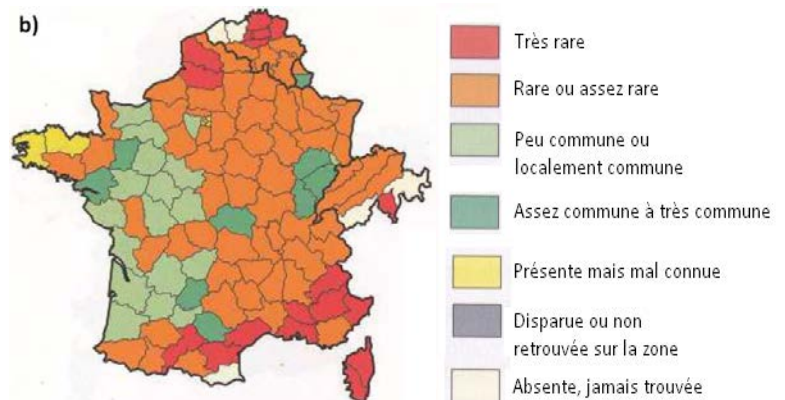 b)
Très rare
Rare ou assez rare
Peu commune ou
localement commune
Assez commune à très commune
Présente mais mal connue
Disparue ou non
retrouvée sur la zone
Absente, jamais trouvée